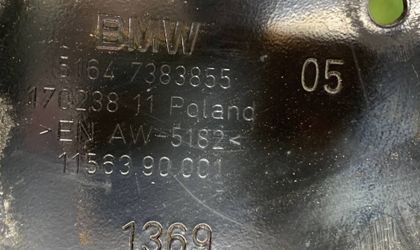 BMW
5164 7383855
05
170238 11 Poland
>EN AW-5182<
11563.90.001
1369